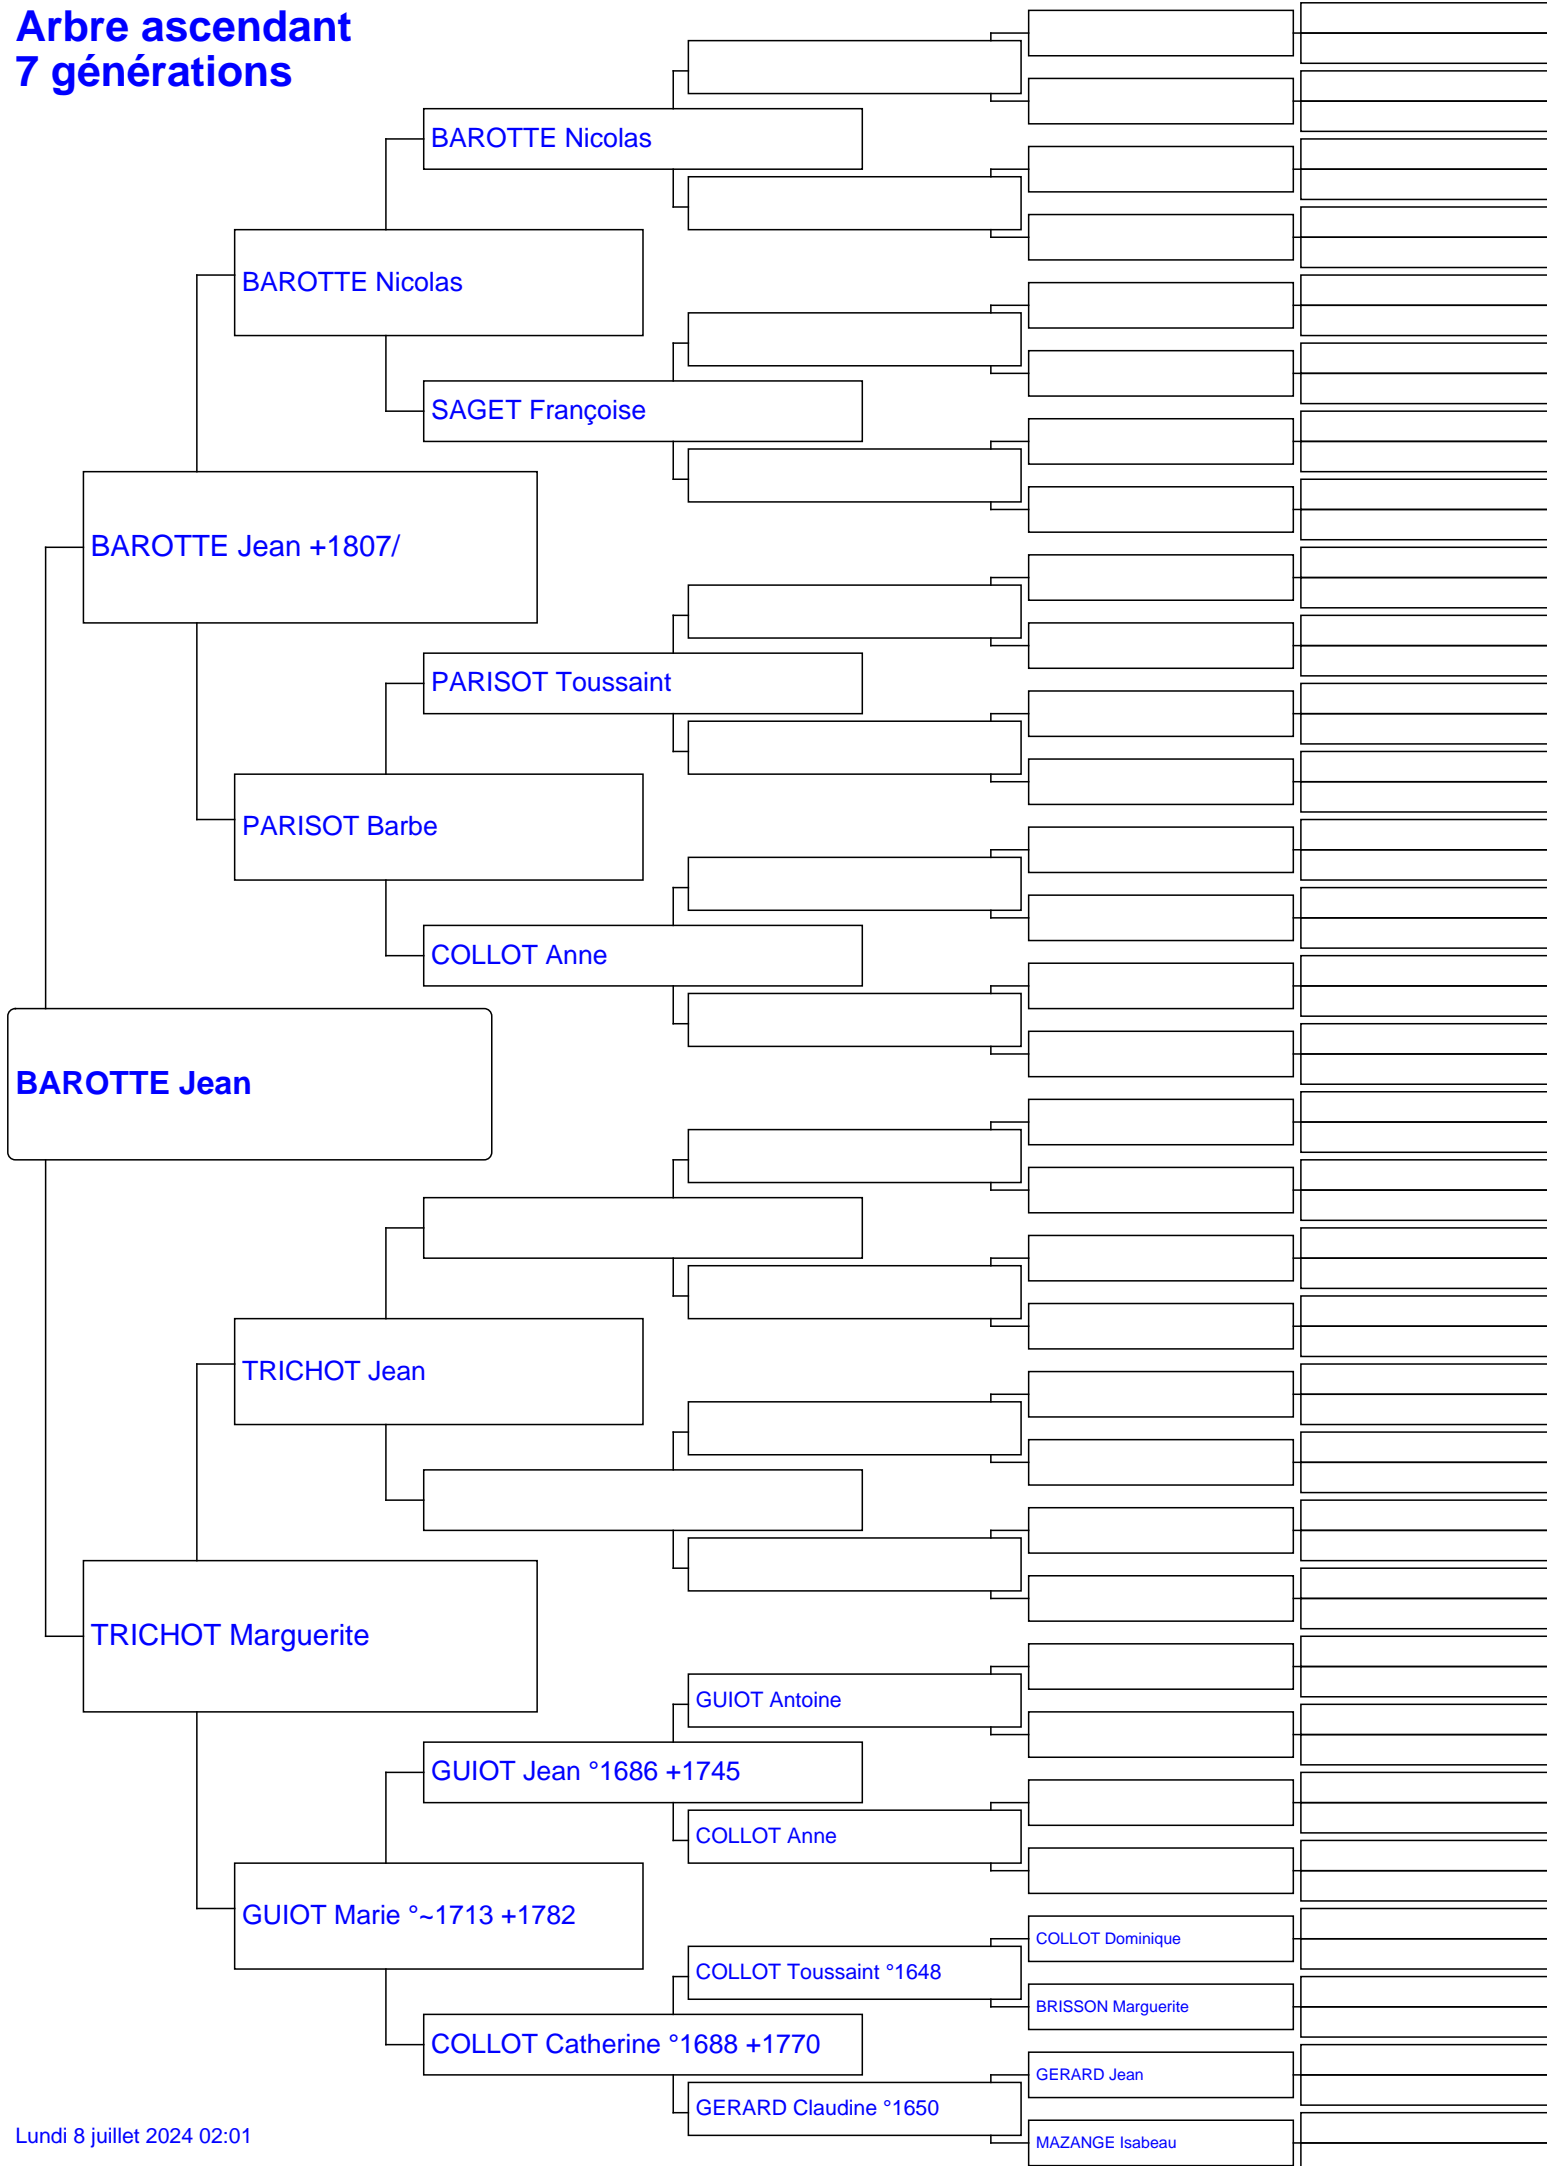 Arbre ascendant
7 générations
BAROTTE Nicolas
BAROTTE Nicolas
SAGET Françoise
BAROTTE Jean +1807/
PARISOT Toussaint
PARISOT Barbe
COLLOT Anne
BAROTTE Jean
TRICHOT Jean
TRICHOT Marguerite
GUIOT Antoine
GUIOT Jean °1686 +1745
COLLOT Anne
GUIOT Marie °~1713 +1782
COLLOT Dominique
COLLOT Toussaint °1648
BRISSON Marguerite
COLLOT Catherine °1688 +1770
GERARD Jean
GERARD Claudine °1650
MAZANGE Isabeau
Lundi 8 juillet 2024 02:01